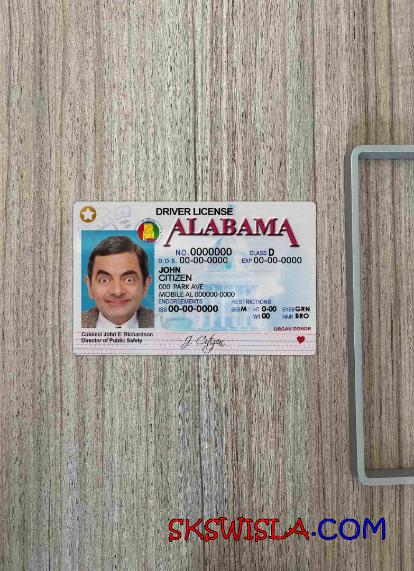 DRIVER LICENSE
ALABAMA
NO. 0000000 CLASS D
D.O.B. 00-00-0000 EXP 00-00-0000
JOHN
CITIZEN
000 PARK AVE
MOBILE AL 000000-0000
ENDORSEMENTS RESTRICTIONS
ISS 00-00-0000 SEX M HT 0-00 EYES GRN
WT 00 HAIR BRO
ORGAN DONOR
Colonel John E. Richardson
Director of Public Safety
J. Citizen
SKSWISLA.COM